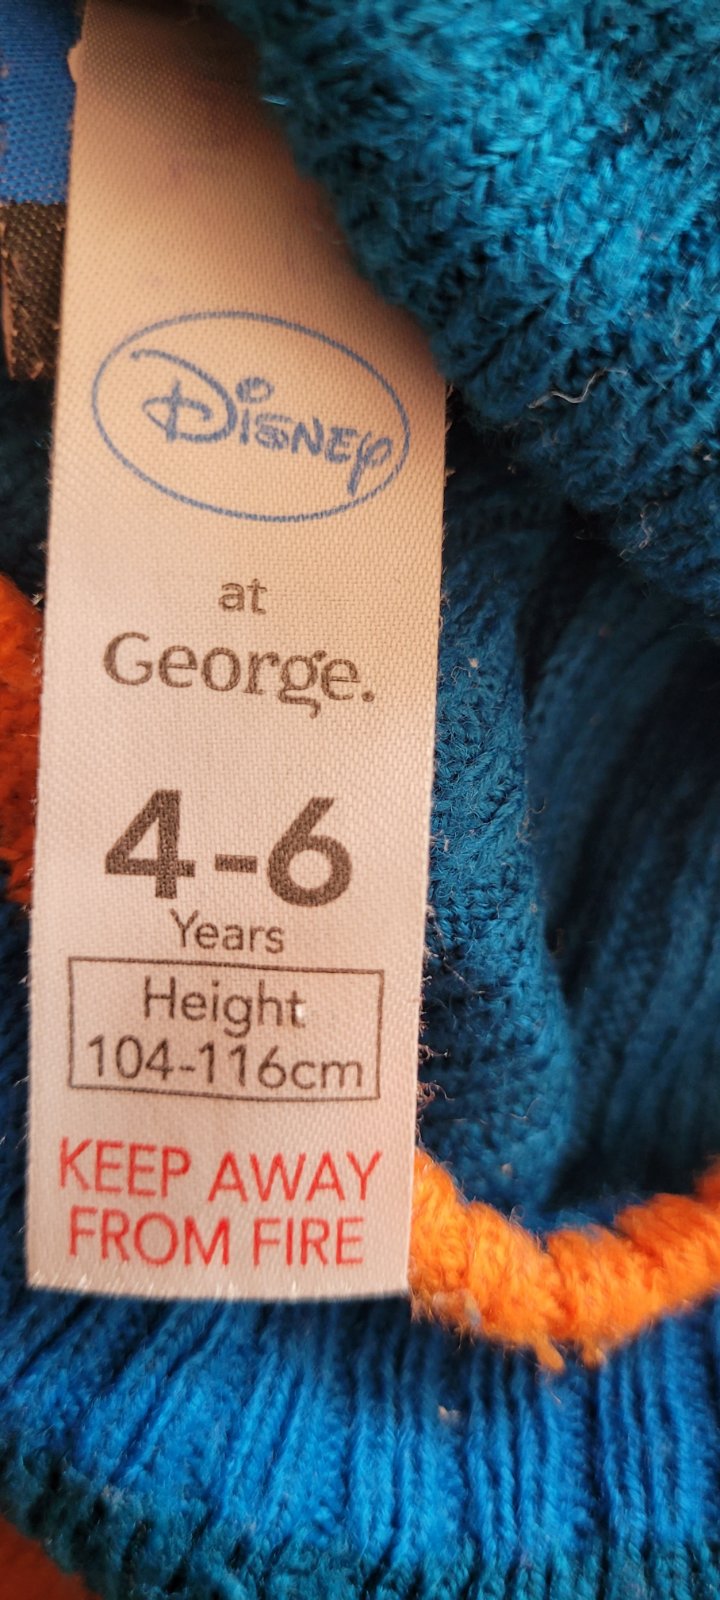 Disney
at
George.
4-6
Years
Height
104-116cm
KEEP AWAY
FROM FIRE